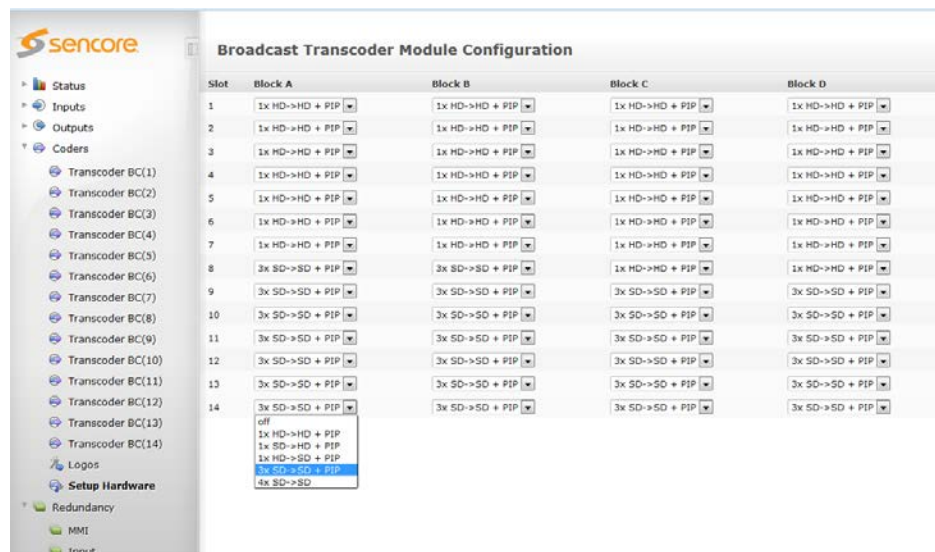 sencore
Broadcast Transcoder Module Configuration
Status
Inputs
Outputs
Coders
Transcoder BC(1)
Transcoder BC(2)
Transcoder BC(3)
Transcoder BC(4)
Transcoder BC(5)
Transcoder BC(6)
Transcoder BC(7)
Transcoder BC(8)
Transcoder BC(9)
Transcoder BC(10)
Transcoder BC(11)
Transcoder BC(12)
Transcoder BC(13)
Transcoder BC(14)
Logos
Setup Hardware
Redundancy
MMI
Input
Slot Block A Block B Block C Block D
1 1x HD->HD + PIP 1x HD->HD + PIP 1x HD->HD + PIP 1x HD->HD + PIP
2 1x HD->HD + PIP 1x HD->HD + PIP 1x HD->HD + PIP 1x HD->HD + PIP
3 1x HD->HD + PIP 1x HD->HD + PIP 1x HD->HD + PIP 1x HD->HD + PIP
4 1x HD->HD + PIP 1x HD->HD + PIP 1x HD->HD + PIP 1x HD->HD + PIP
5 1x HD->HD + PIP 1x HD->HD + PIP 1x HD->HD + PIP 1x HD->HD + PIP
6 1x HD->HD + PIP 1x HD->HD + PIP 1x HD->HD + PIP 1x HD->HD + PIP
7 1x HD->HD + PIP 1x HD->HD + PIP 1x HD->HD + PIP 1x HD->HD + PIP
8 3x SD->SD + PIP 3x SD->SD + PIP 1x HD->HD + PIP 1x HD->HD + PIP
9 3x SD->SD + PIP 3x SD->SD + PIP 3x SD->SD + PIP 3x SD->SD + PIP
10 3x SD->SD + PIP 3x SD->SD + PIP 3x SD->SD + PIP 3x SD->SD + PIP
11 3x SD->SD + PIP 3x SD->SD + PIP 3x SD->SD + PIP 3x SD->SD + PIP
12 3x SD->SD + PIP 3x SD->SD + PIP 3x SD->SD + PIP 3x SD->SD + PIP
13 3x SD->SD + PIP 3x SD->SD + PIP 3x SD->SD + PIP 3x SD->SD + PIP
14 3x SD->SD + PIP 3x SD->SD + PIP 3x SD->SD + PIP 3x SD->SD + PIP
off
1x HD->HD + PIP
1x SD->HD + PIP
1x HD->SD + PIP
3x SD->SD + PIP
4x SD->SD